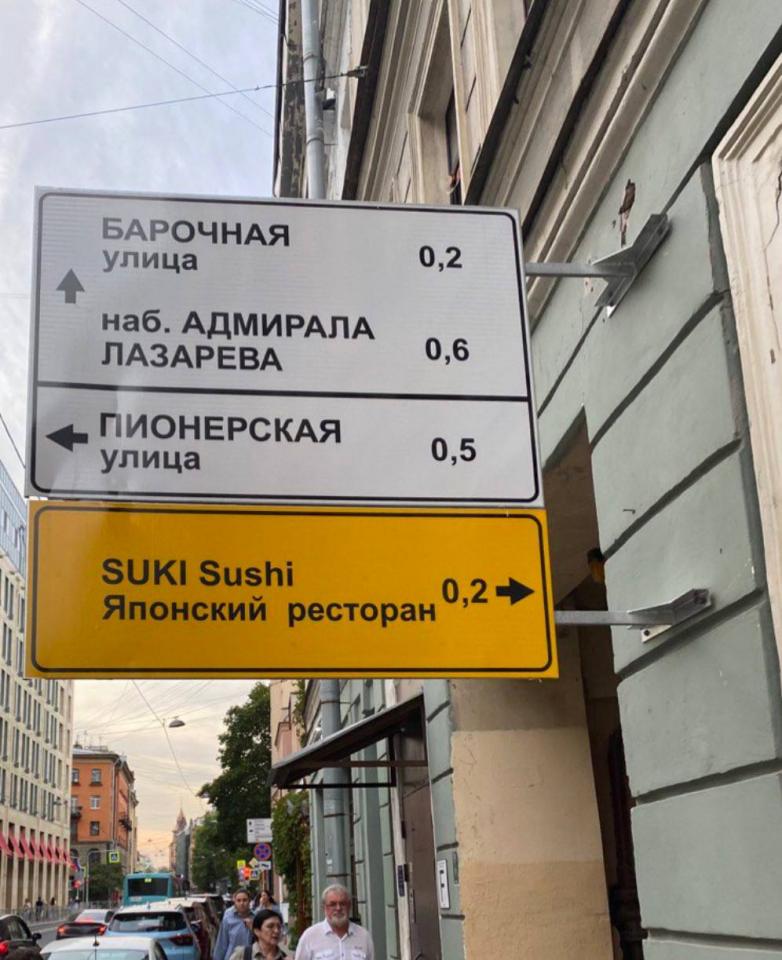 БАРОЧНАЯ
улица 0,2
наб. АДМИРАЛА
ЛАЗАРЕВА 0,6
ПИОНЕРСКАЯ
улица 0,5
SUKI Sushi
Японский ресторан 0,2